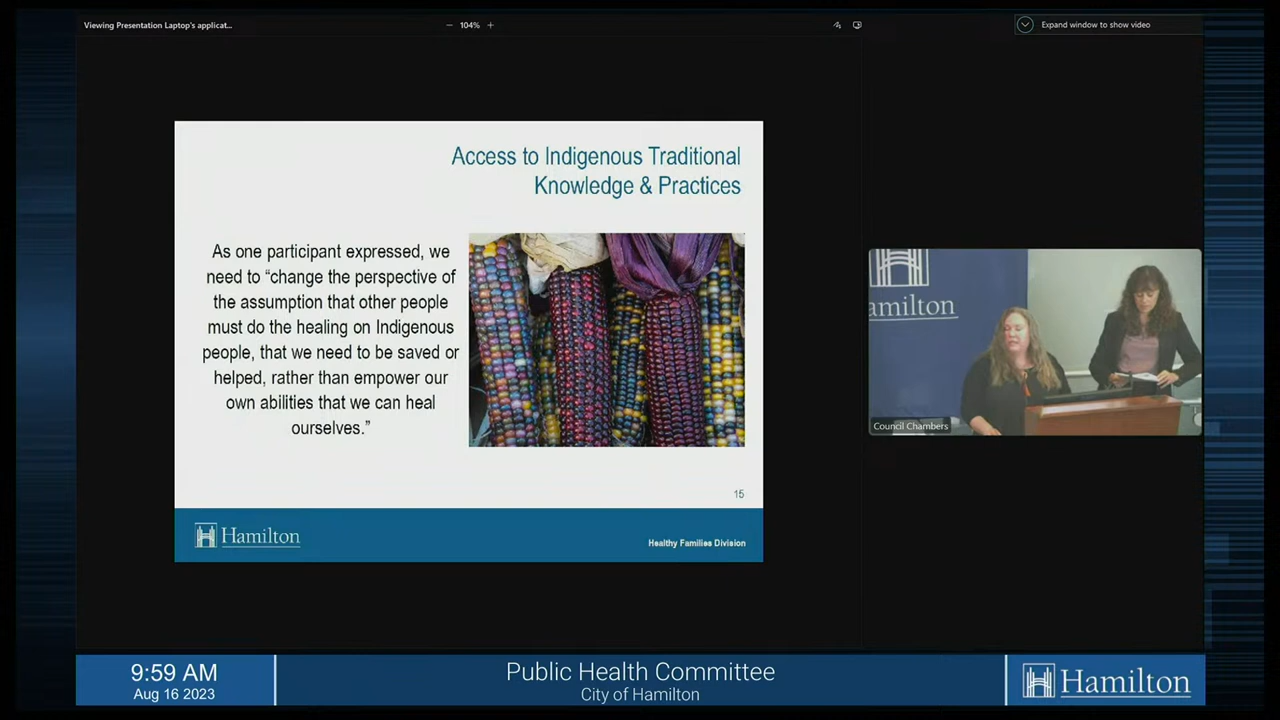 Viewing Presentation Laptop's applicat...
104%
Expand window to show video
Access to Indigenous Traditional
Knowledge & Practices
As one participant expressed, we
need to “change the perspective of
the assumption that other people
must do the healing on Indigenous
people, that we need to be saved or
helped, rather than empower our
own abilities that we can heal
ourselves.”
15
Hamilton
Healthy Families Division
amilton
Council Chambers
9:59 AM
Aug 16 2023
Public Health Committee
City of Hamilton
Hamilton